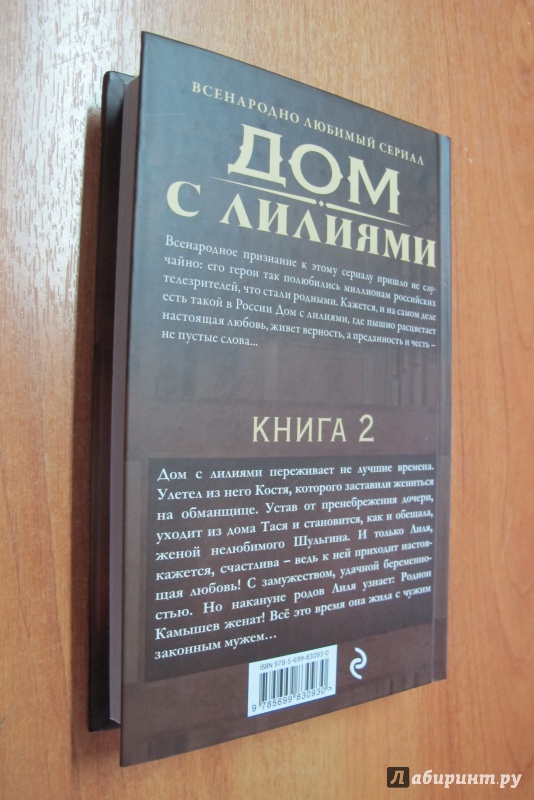 ВСЕНАРОДНО ЛЮБИМЫЙ СЕРИАЛ
ДОМ
С ЛИЛИЯМИ
Всенародное признание к этому сериалу пришло не слу-
чайно: его герои так полюбились миллионам российских
телезрителей, что стали родными. Кажется, и на самом деле
есть такой в России Дом с лилиями, где пышно расцветает
настоящая любовь, живет верность, а преданность и честь –
не пустые слова...
КНИГА 2
Дом с лилиями переживает не лучшие времена.
Улетел из него Костя, которого заставили жениться
на обманщице. Устав от пренебрежения дочери,
уходит из дома Тася и становится, как и обещала,
женой нелюбимого Шульгина. И только Лиля,
кажется, счастлива – ведь к ней приходит настоя-
щая любовь! С замужеством, удачной беременно-
стью. Но накануне родов Лиля узнает: Родион
Камышев женат! Всё это время она жила с чужим
законным мужем...
ISBN 978-5-699-83093-0
9 785699 830930 >
Лабиринт.ру